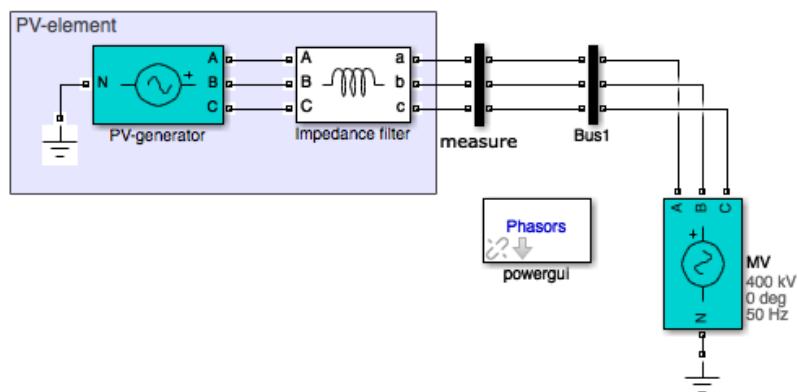 PV-element
N
A
B
C
PV-generator
A
B
C
a
b
c
Impedance filter
measure
Bus1
Phasors
powergui
A
B
C
N
MV
400 kV
0 deg
50 Hz